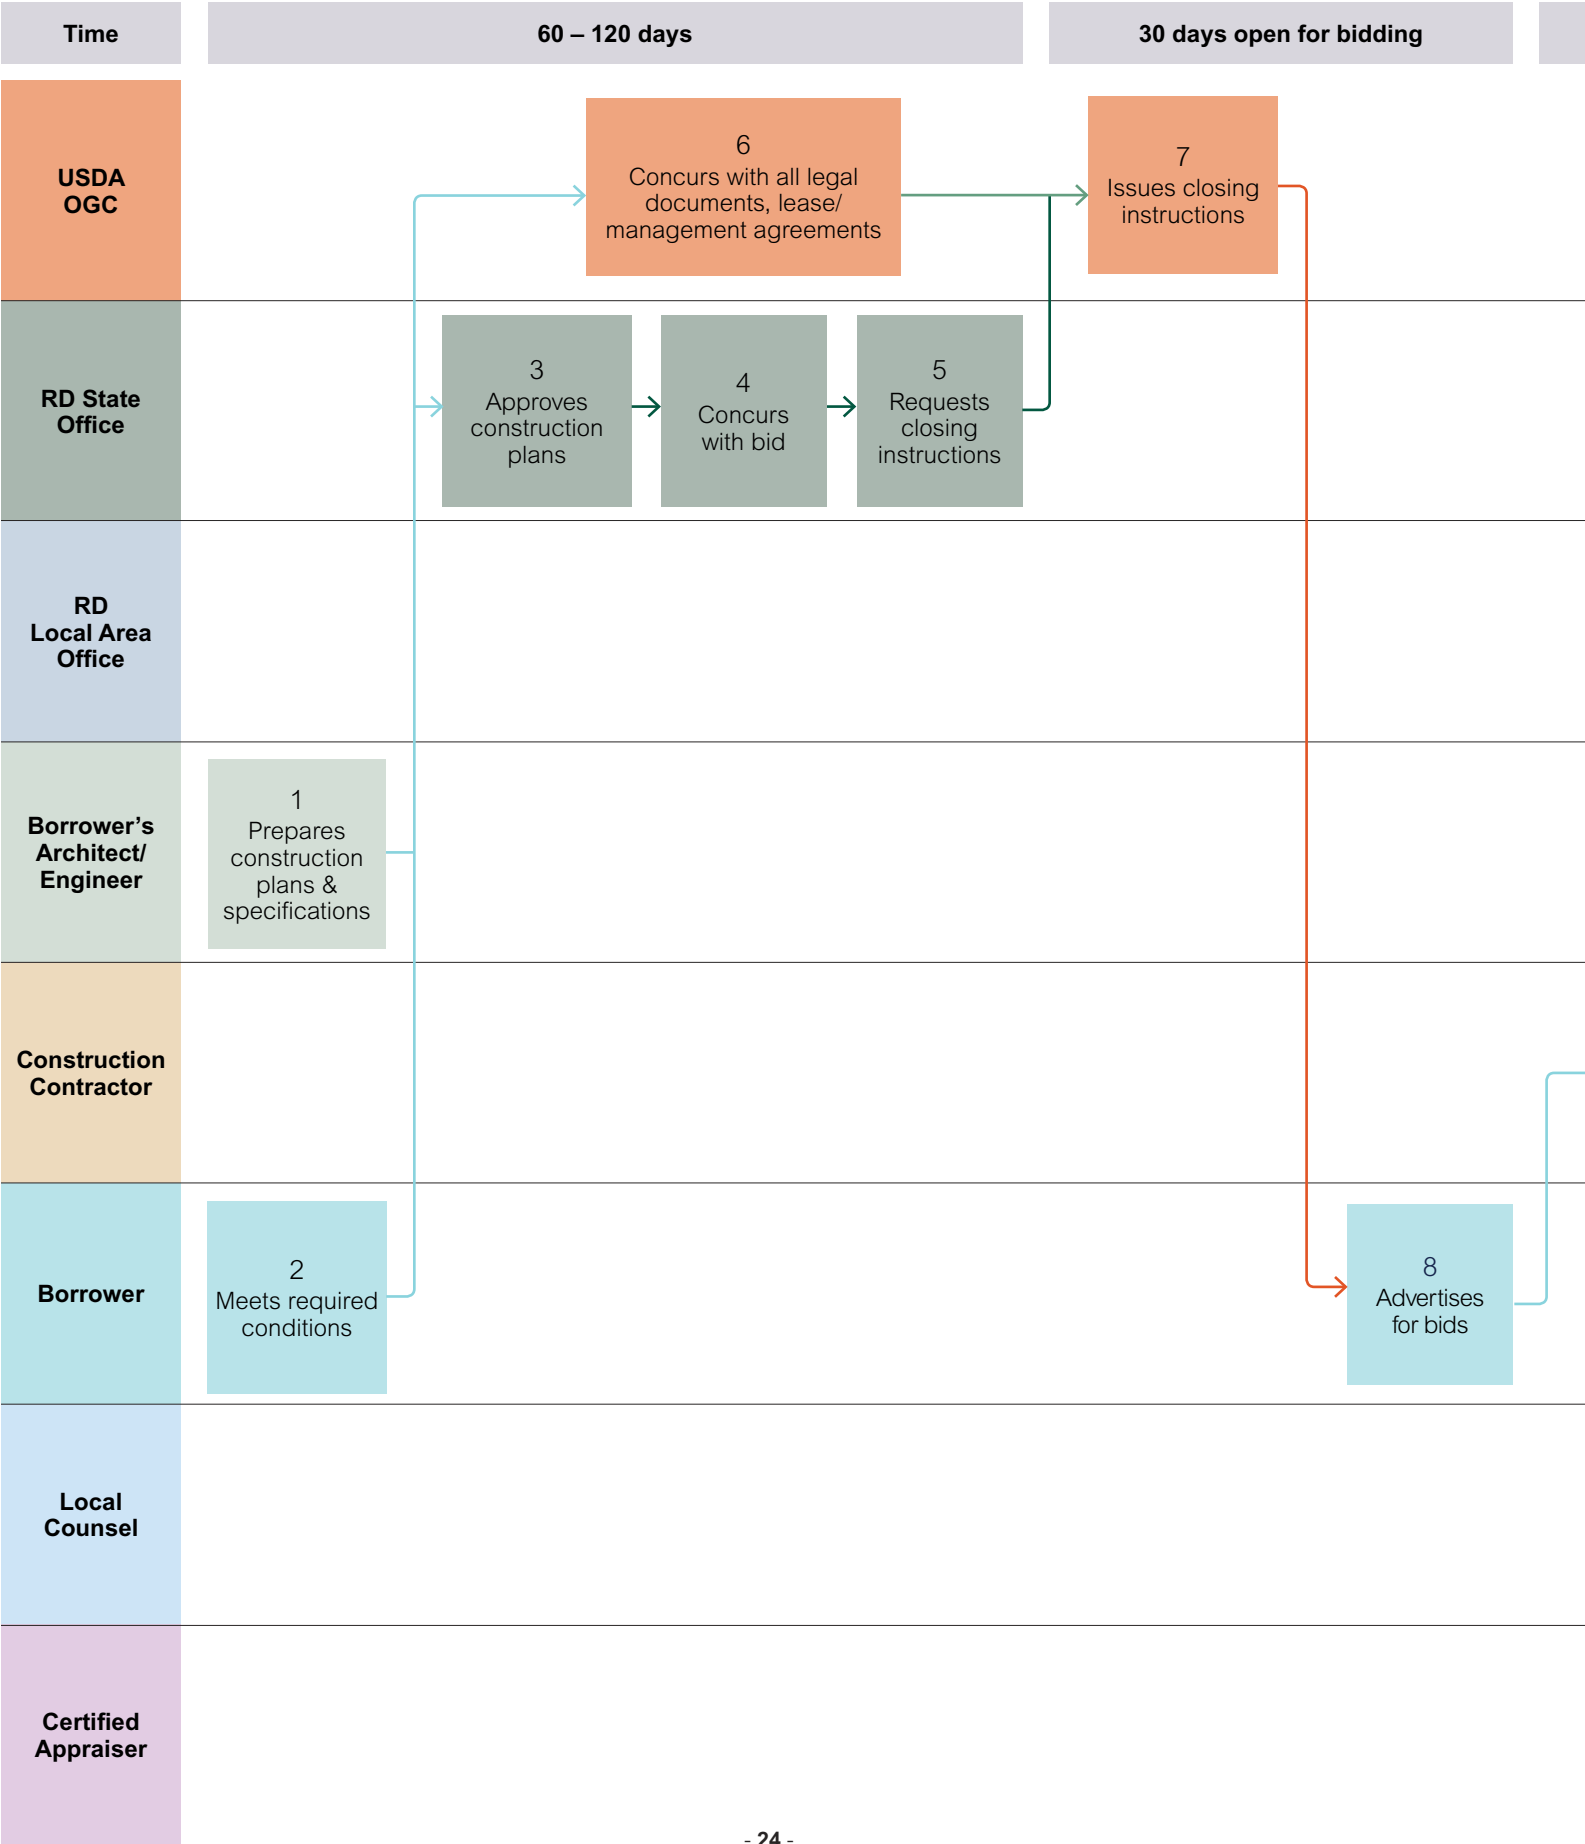 Time
60 – 120 days
30 days open for bidding
USDA
OGC
6
Concurs with all legal
documents, lease/
management agreements
7
Issues closing
instructions
RD State
Office
3
Approves
construction
plans
4
Concurs
with bid
5
Requests
closing
instructions
RD
Local Area
Office
Borrower’s
Architect/
Engineer
1
Prepares
construction
plans &
specifications
Construction
Contractor
Borrower
2
Meets required
conditions
8
Advertises
for bids
Local
Counsel
Certified
Appraiser
- 24 -